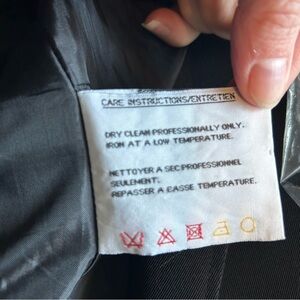 CARE INSTRUCTIONS/ENTRETIEN
DRY CLEAN PROFESSIONALLY ONLY.
IRON AT A LOW TEMPERATURE.
NETTOYER A SEC PROFESSIONNEL
SEULEMENT.
REPASSER A BASSE TEMPERATURE.